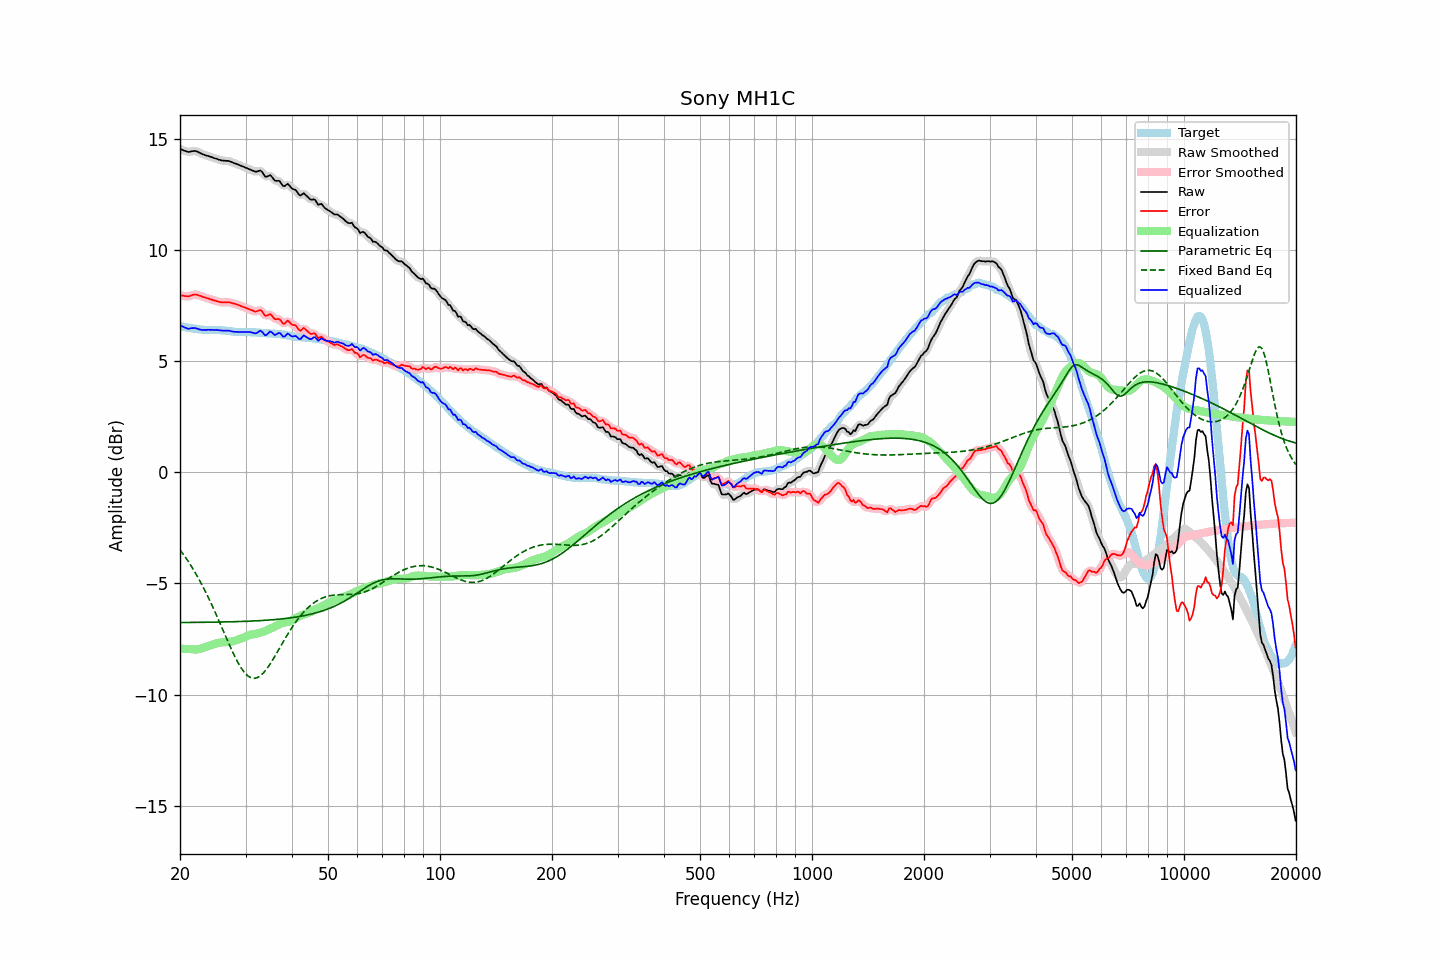 Sony MH1C
Amplitude (dBr)
15
10
5
0
−5
−10
−15
20
50
100
200
500
1000
2000
5000
10000
20000
Frequency (Hz)
Target
Raw Smoothed
Error Smoothed
Raw
Error
Equalization
Parametric Eq
Fixed Band Eq
Equalized